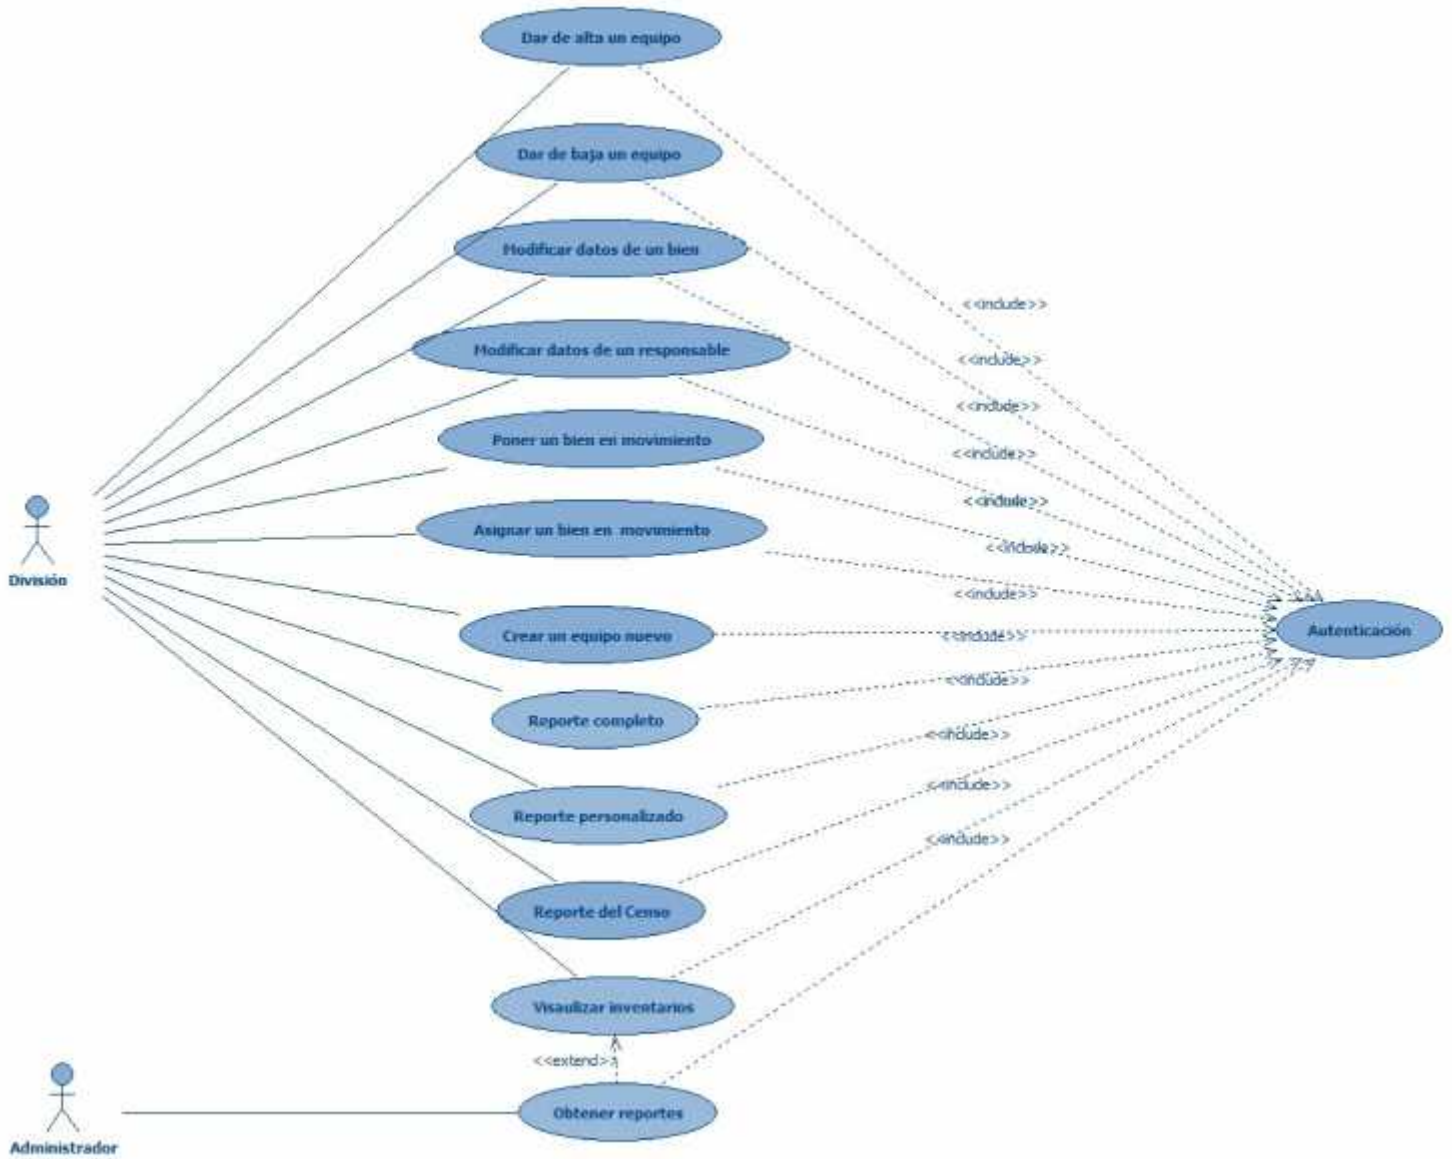 Dar de alta un equipo
Dar de baja un equipo
Modificar datos de un bien
<<include>>
Modificar datos de un responsable
<<include>>
<<include>>
Poner un bien en movimiento
<<include>>
<<include>>
Asignar un bien en movimiento
<<include>>
División
<<include>>
Crear un equipo nuevo
<<include>>
Autenticación
<<include>>
Reporte completo
<<include>>
Reporte personalizado
<<include>>
<<include>>
Reporte del Censo
Visaulizar inventarios
<<extend>>
Obtener reportes
Administrador